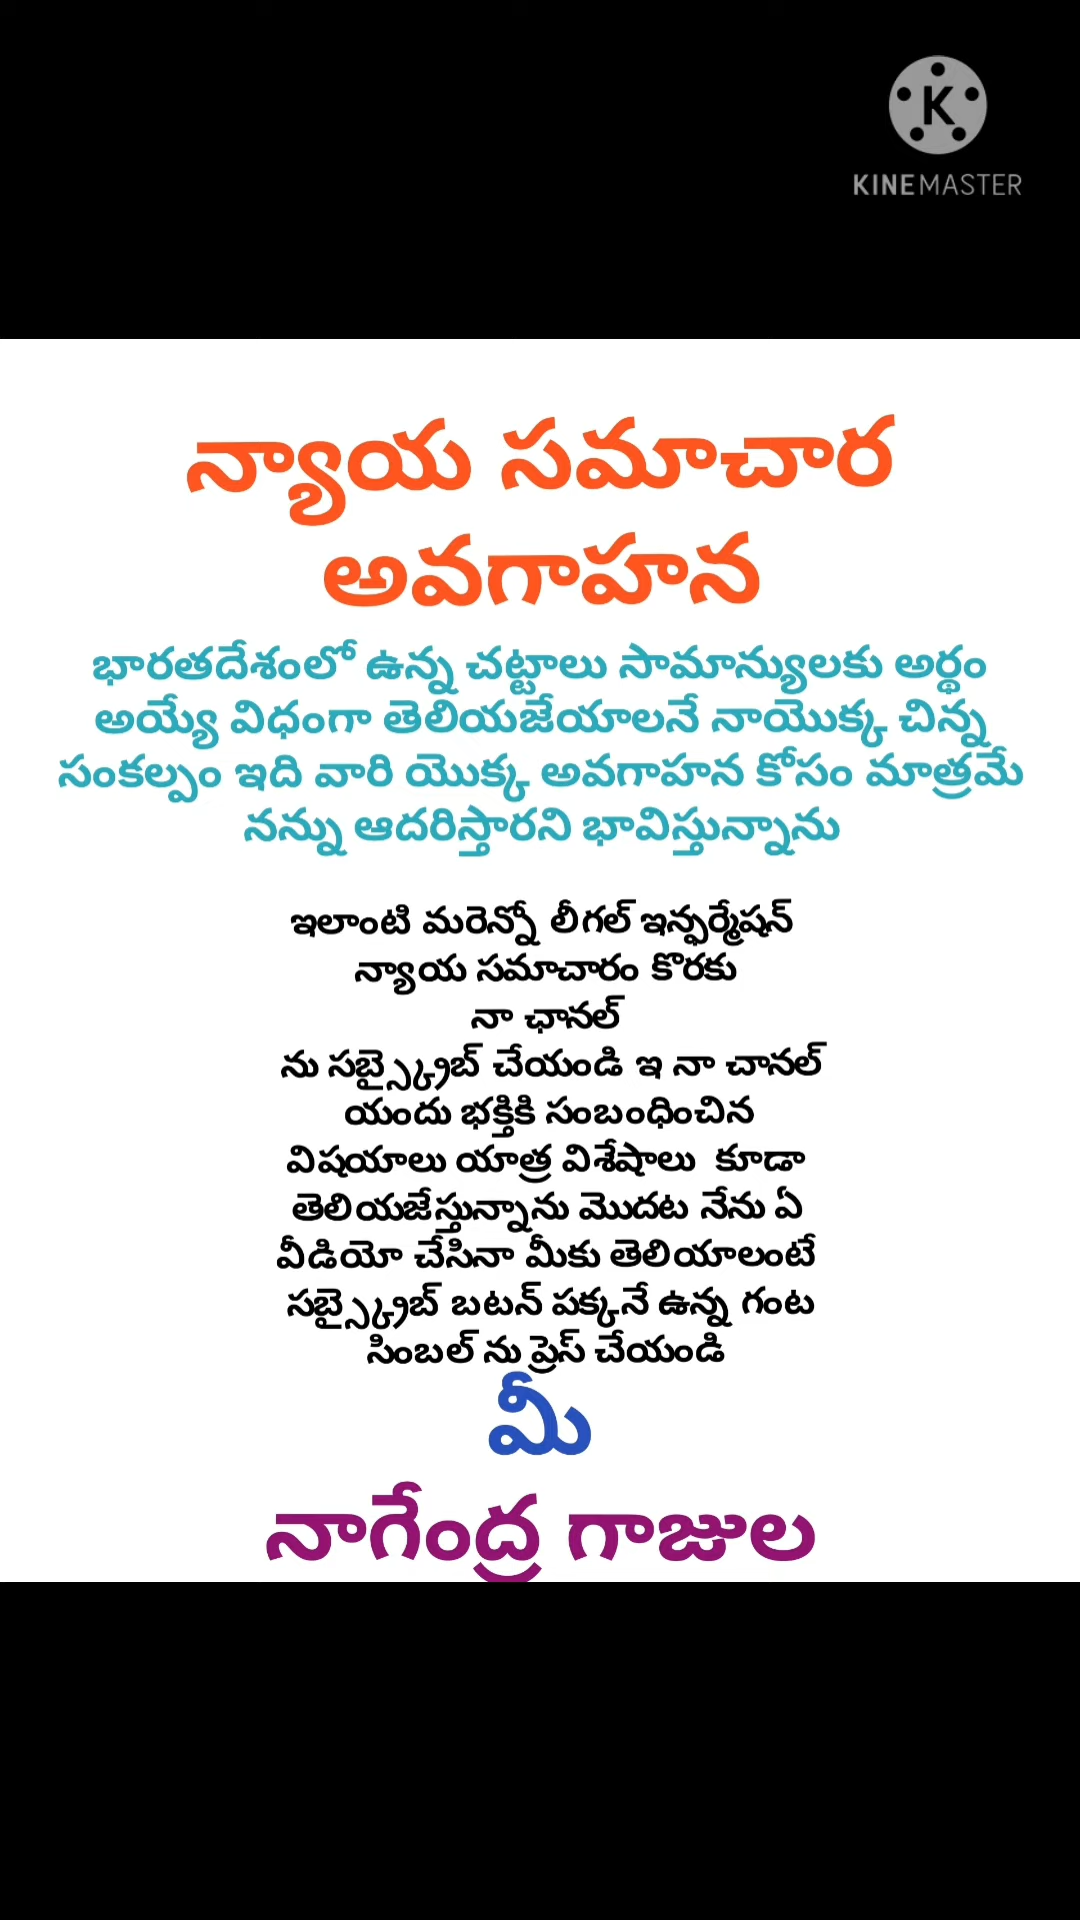 KINEMASTER
న్యాయ సమాచార
అవగాహన
భారతదేశంలో ఉన్న చట్టాలు సామాన్యులకు అర్థం
అయ్యే విధంగా తెలియజేయాలనే నాయొక్క చిన్న
సంకల్పం ఇది వారి యొక్క అవగాహన కోసం మాత్రమే
నన్ను ఆదరిస్తారని భావిస్తున్నాను
ఇలాంటి మరెన్నో లీగల్ ఇన్ఫర్మేషన్
న్యాయ సమాచారం కొరకు
నా ఛానల్
ను సబ్స్క్రైబ్ చేయండి ఇ నా చానల్
యందు భక్తికి సంబంధించిన
విషయాలు యాత్ర విశేషాలు కూడా
తెలియజేస్తున్నాను మొదట నేను ఏ
వీడియో చేసినా మీకు తెలియాలంటే
సబ్స్క్రైబ్ బటన్ పక్కనే ఉన్న గంట
సింబల్ ను ప్రెస్ చేయండి
మీ
నాగేంద్ర గాజుల